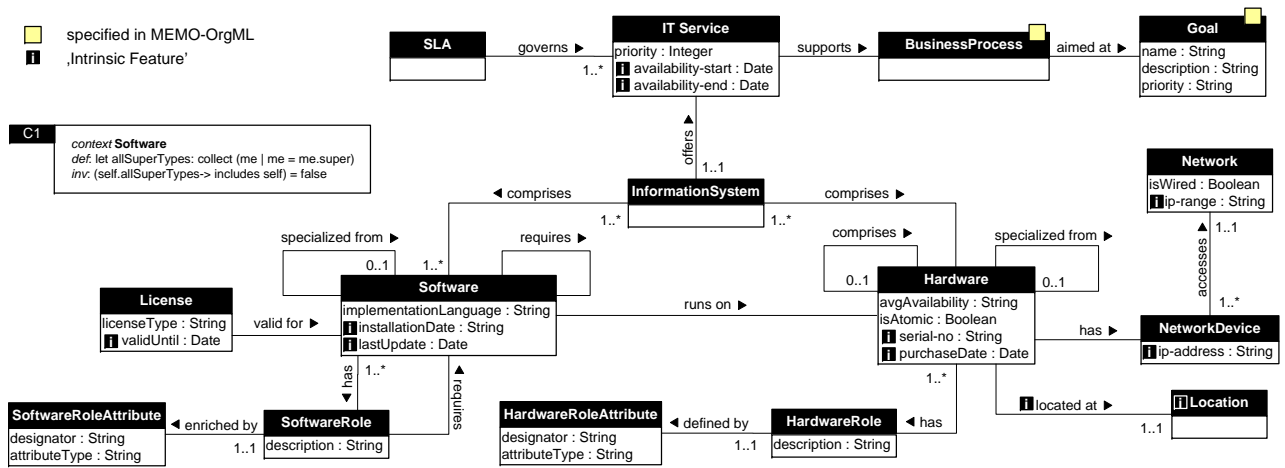 specified in MEMO-OrgML
i ‚Intrinsic Feature'
SLA
governs ▶
1..*
IT Service
priority : Integer
i availability-start : Date
i availability-end : Date
supports ▶
BusinessProcess
aimed at ▶
Goal
name : String
description : String
priority : String
C1
context Software
def: let allSuperTypes: collect (me | me = me.super)
inv: (self.allSuperTypes-> includes self) = false
offers ▶
1..1
InformationSystem
◀ comprises
1..*
comprises ▶
1..*
Network
isWired : Boolean
i ip-range : String
1..1
accesses ▶
1..*
specialized from ▶
0..1
1..*
requires ▶
comprises ▶
0..1
specialized from ▶
0..1
License
licenseType : String
i validUntil : Date
valid for ▶
Software
implementationLanguage : String
i installationDate : String
i lastUpdate : Date
runs on ▶
Hardware
avgAvailability : String
isAtomic : Boolean
i serial-no : String
i purchaseDate : Date
has ▶
NetworkDevice
i ip-address : String
◀ has
1..*
requires ▶
1..*
i located at ▶
1..1
i Location
SoftwareRoleAttribute
designator : String
attributeType : String
◀ enriched by
1..1
SoftwareRole
description : String
HardwareRoleAttribute
designator : String
attributeType : String
◀ defined by
1..1
HardwareRole
description : String
◀ has